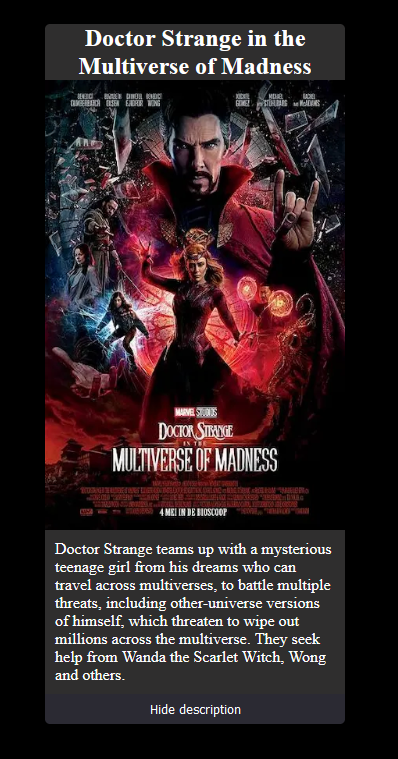 Doctor Strange in the
Multiverse of Madness
BENEDICT CUMBERBATCH
ELIZABETH OLSEN
CHIWETEL EJIOFOR
BENEDICT WONG
XOCHITL GOMEZ
MICHAEL STUHLBARG
RACHEL McADAMS
MARVEL STUDIOS
DOCTOR STRANGE
IN THE
MULTIVERSE OF MADNESS
4 MEI IN DE BIOSCOOP
Doctor Strange teams up with a mysterious
teenage girl from his dreams who can
travel across multiverses, to battle multiple
threats, including other-universe versions
of himself, which threaten to wipe out
millions across the multiverse. They seek
help from Wanda the Scarlet Witch, Wong
and others.
Hide description